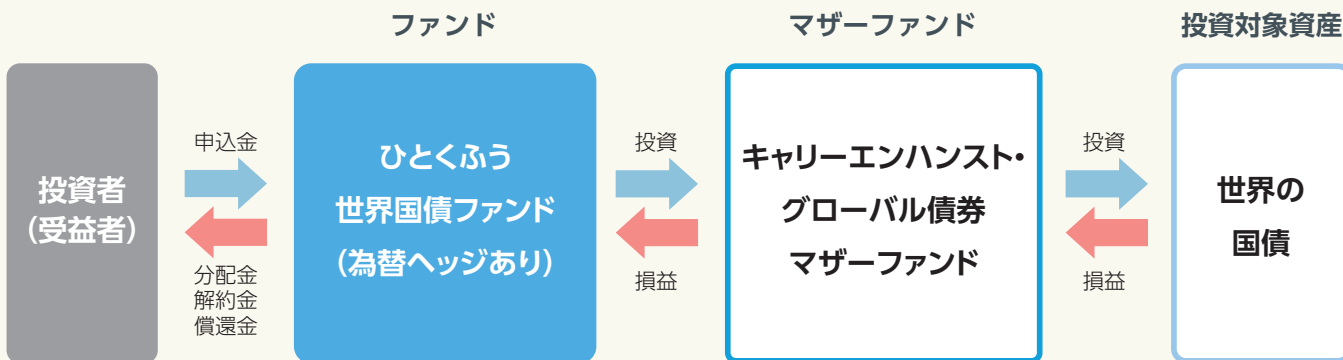 ファンド
マザーファンド
投資対象資産
投資者
(受益者)
申込金
分配金
解約金
償還金
ひとくふう
世界国債ファンド
(為替ヘッジあり)
投資
損益
キャリーエンハンスト・
グローバル債券
マザーファンド
投資
損益
世界の
国債